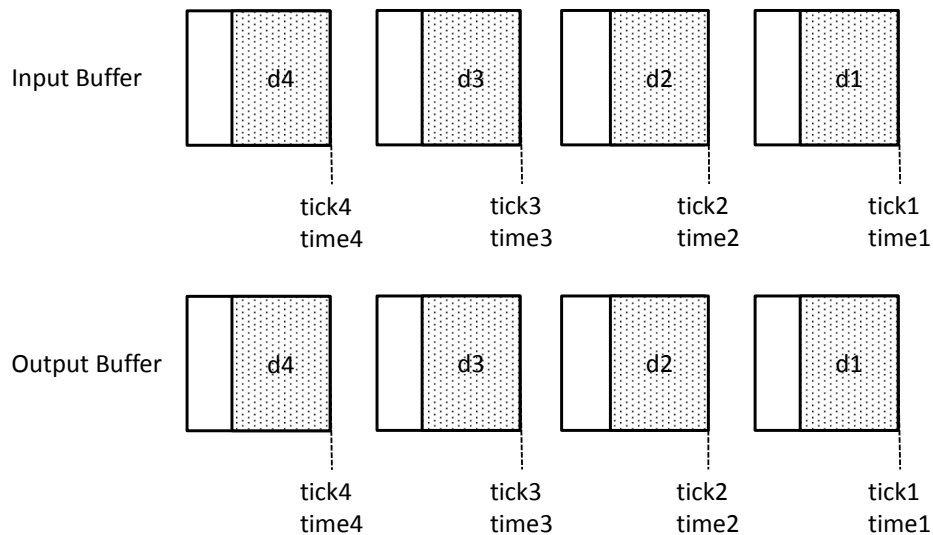 Input Buffer
d4 d3 d2 d1
tick4 tick3 tick2 tick1
time4 time3 time2 time1
Output Buffer
d4 d3 d2 d1
tick4 tick3 tick2 tick1
time4 time3 time2 time1